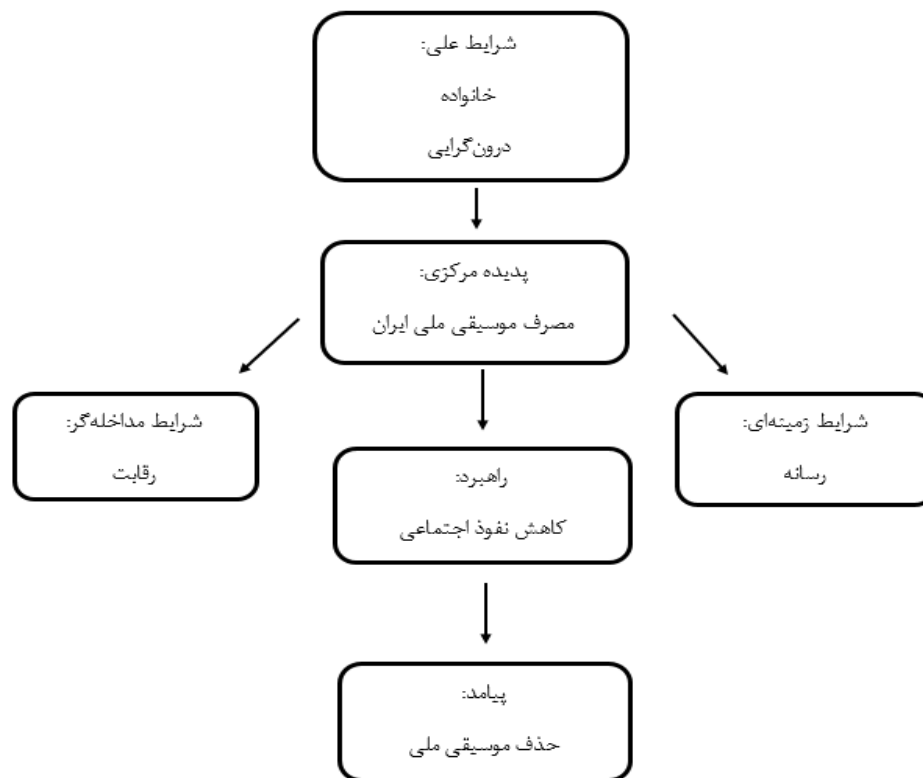 شرایط علی:
خانواده
درون‌گرایی
پدیده مرکزی:
مصرف موسیقی ملی ایران
شرایط زمینه‌ای:
رسانه
شرایط مداخله‌گر:
رقابت
راهبرد:
کاهش نفوذ اجتماعی
پیامد:
حذف موسیقی ملی